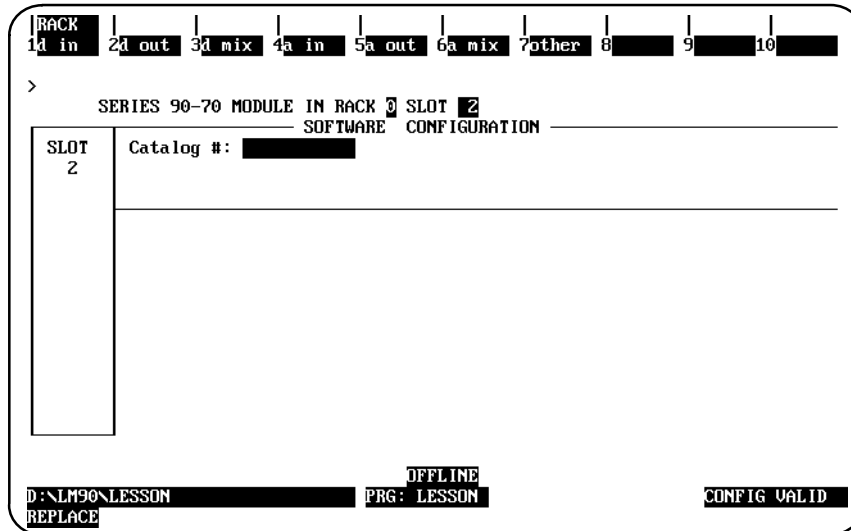 RACK
1d in 2d out 3d mix 4a in 5a out 6a mix 7other 8 9 10
>
SERIES 90-70 MODULE IN RACK 0 SLOT 2
SOFTWARE CONFIGURATION
SLOT Catalog #:
2
OFFLINE
D:\LM90\LESSON PRG: LESSON CONFIG VALID
REPLACE